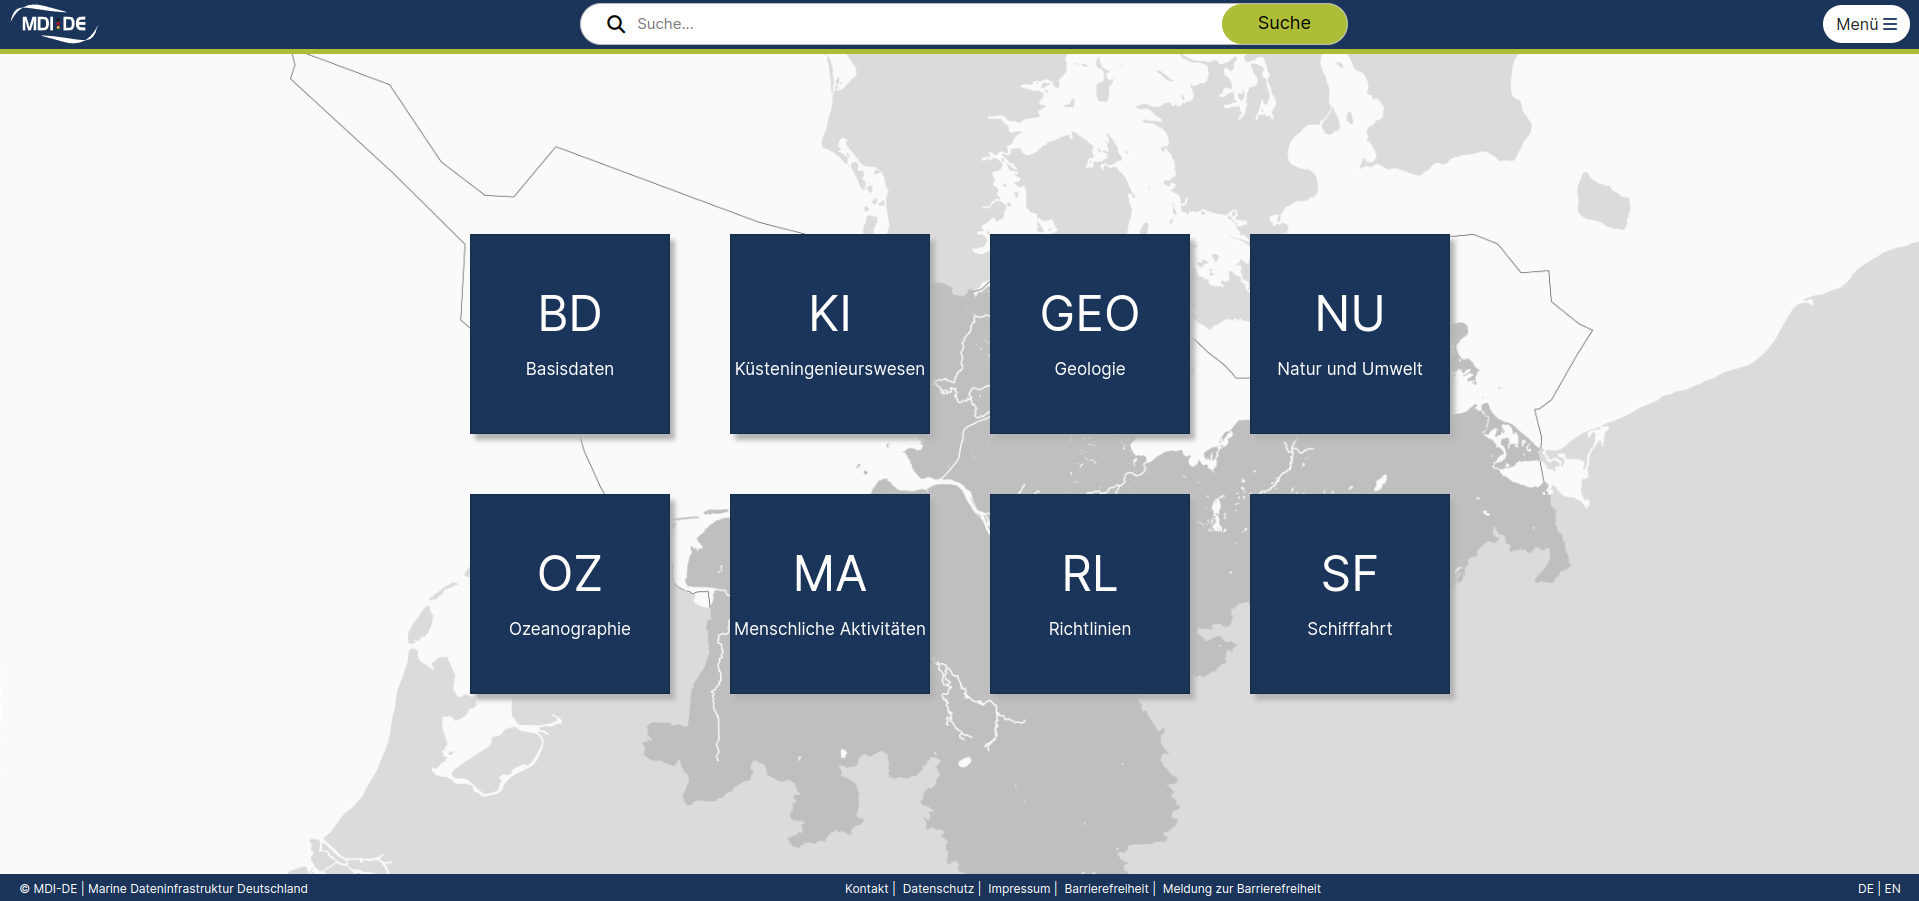 MDI:DE
Suche...
Suche
Menü
BD
Basisdaten
KI
Küsteningenieurswesen
GEO
Geologie
NU
Natur und Umwelt
OZ
Ozeanographie
MA
Menschliche Aktivitäten
RL
Richtlinien
SF
Schifffahrt
© MDI-DE | Marine Dateninfrastruktur Deutschland
Kontakt | Datenschutz | Impressum | Barrierefreiheit | Meldung zur Barrierefreiheit
DE | EN